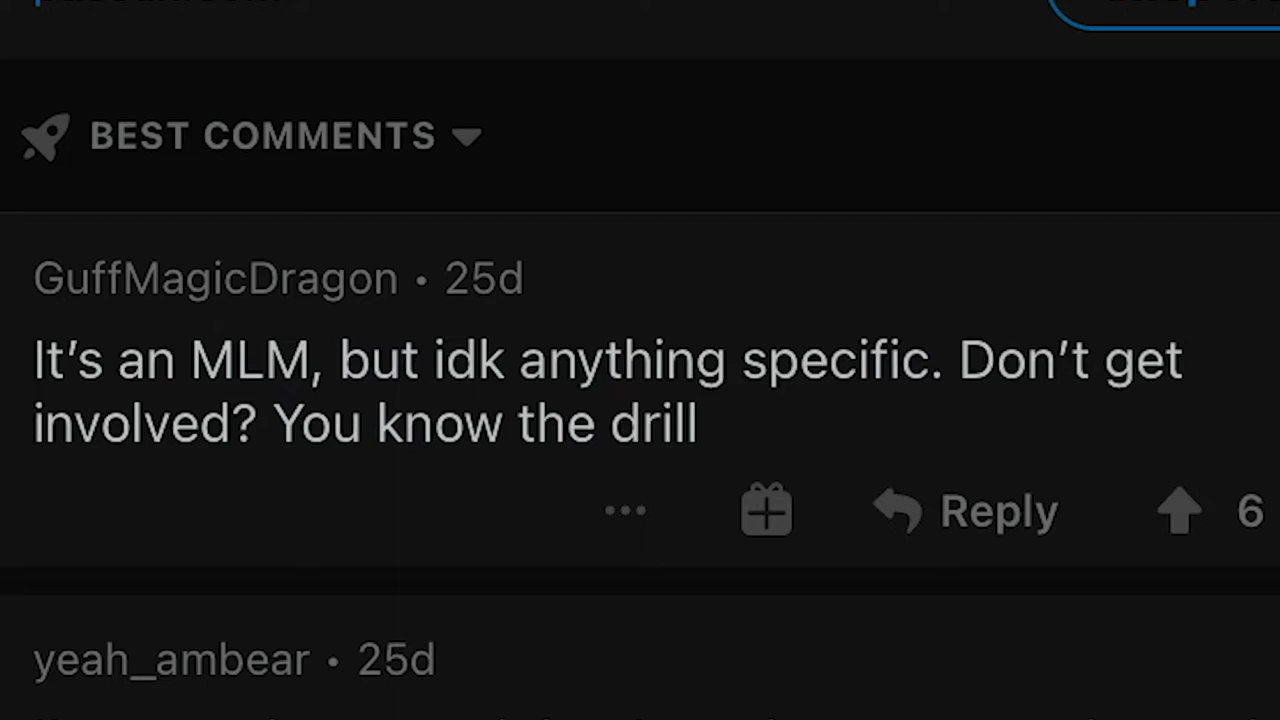 BEST COMMENTS
GuffMagicDragon • 25d
It’s an MLM, but idk anything specific. Don’t get
involved? You know the drill
Reply 6
yeah_ambear • 25d